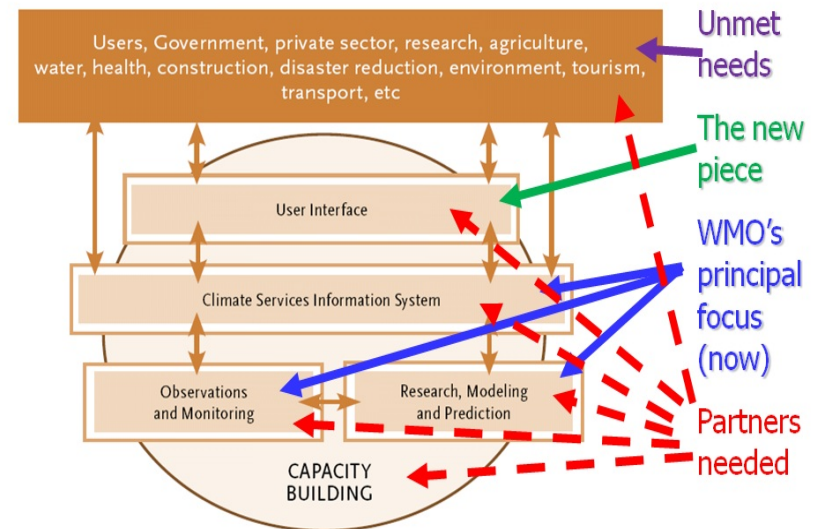 Users, Government, private sector, research, agriculture,
water, health, construction, disaster reduction, environment, tourism,
transport, etc
Unmet
needs
The new
piece
User Interface
WMO's
principal
focus
(now)
Climate Services Information System
Observations
and Monitoring
Research, Modeling
and Prediction
Partners
needed
CAPACITY
BUILDING